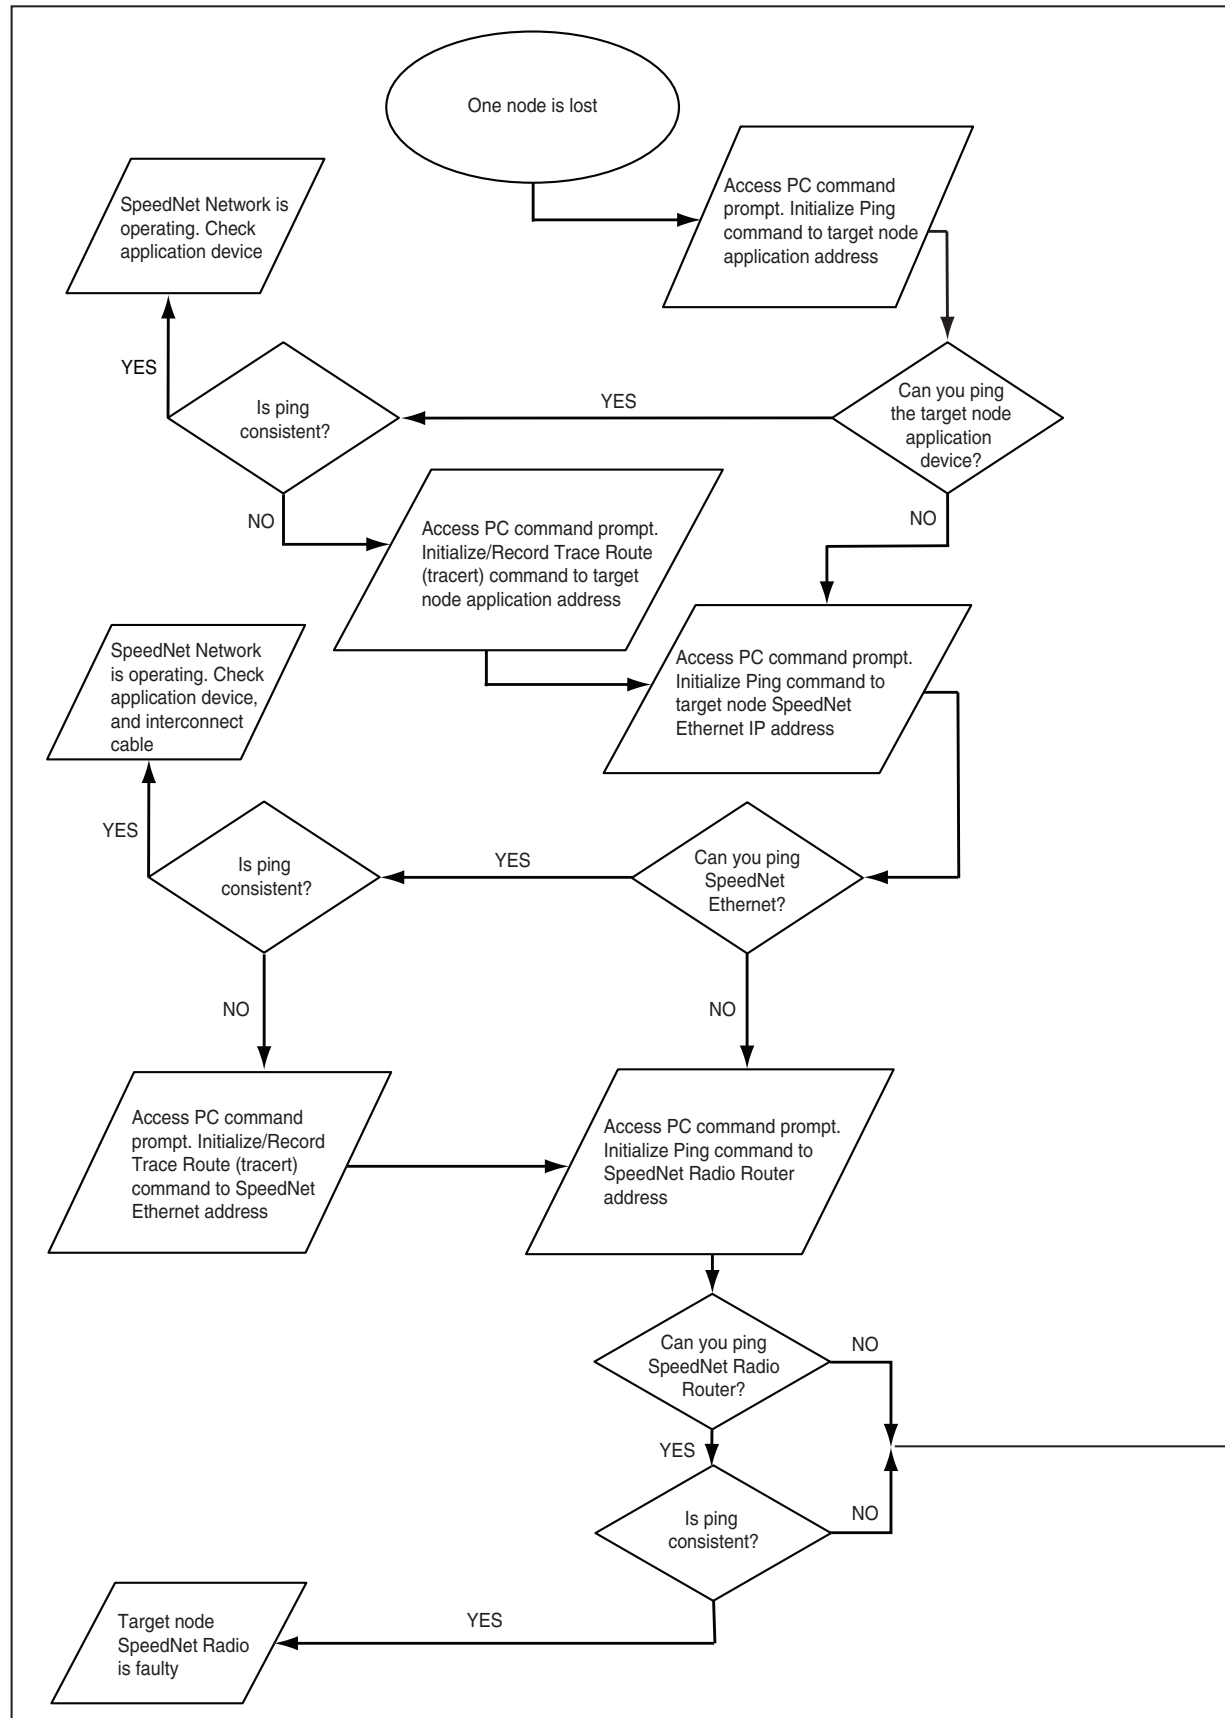 One node is lost
Access PC command
prompt. Initialize Ping
command to target node
application address
SpeedNet Network is
operating. Check
application device
YES
Is ping
consistent?
YES
Can you ping
the target node
application
device?
NO
NO
Access PC command prompt.
Initialize/Record Trace Route
(tracert) command to target
node application address
SpeedNet Network
is operating. Check
application device,
and interconnect
cable
Access PC command prompt.
Initialize Ping command to
target node SpeedNet
Ethernet IP address
YES
Is ping
consistent?
YES
Can you ping
SpeedNet
Ethernet?
NO
NO
Access PC command
prompt. Initialize/Record
Trace Route (tracert)
command to SpeedNet
Ethernet address
Access PC command prompt.
Initialize Ping command to
SpeedNet Radio Router
address
Can you ping
SpeedNet Radio
Router?
NO
YES
Is ping
consistent?
NO
YES
Target node
SpeedNet Radio
is faulty